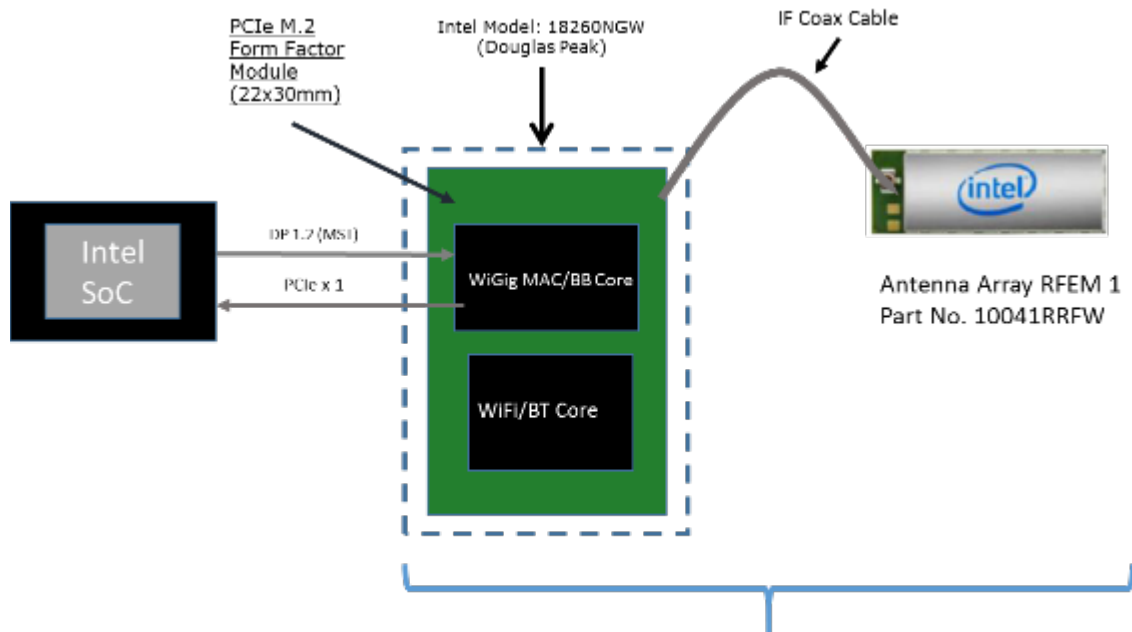 PCIe M.2
Form Factor
Module
(22x30mm)
Intel Model: 18260NGW
(Douglas Peak)
IF Coax Cable
intel
Intel
SoC
DP 1.2 (MST)
PCIe x 1
WiGig MAC/BB Core
WiFi/BT Core
Antenna Array RFEM 1
Part No. 10041RRFW